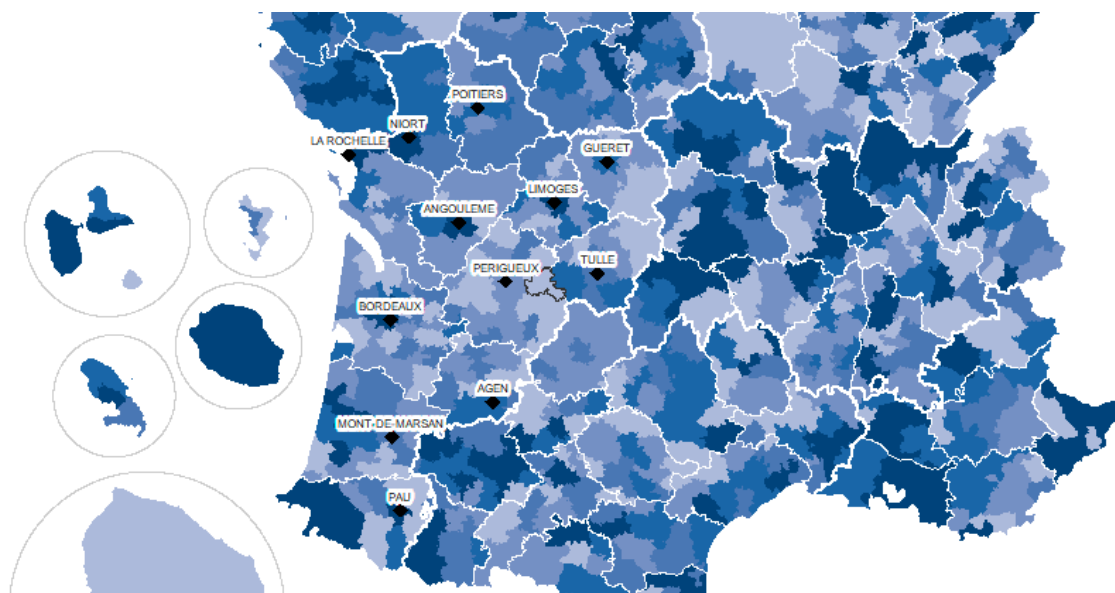 POITIERS
NIORT
LA ROCHELLE
GUERET
LIMOGES
ANGOULEME
PERIGUEUX
TULLE
BORDEAUX
AGEN
MONT-DE-MARSAN
PAU